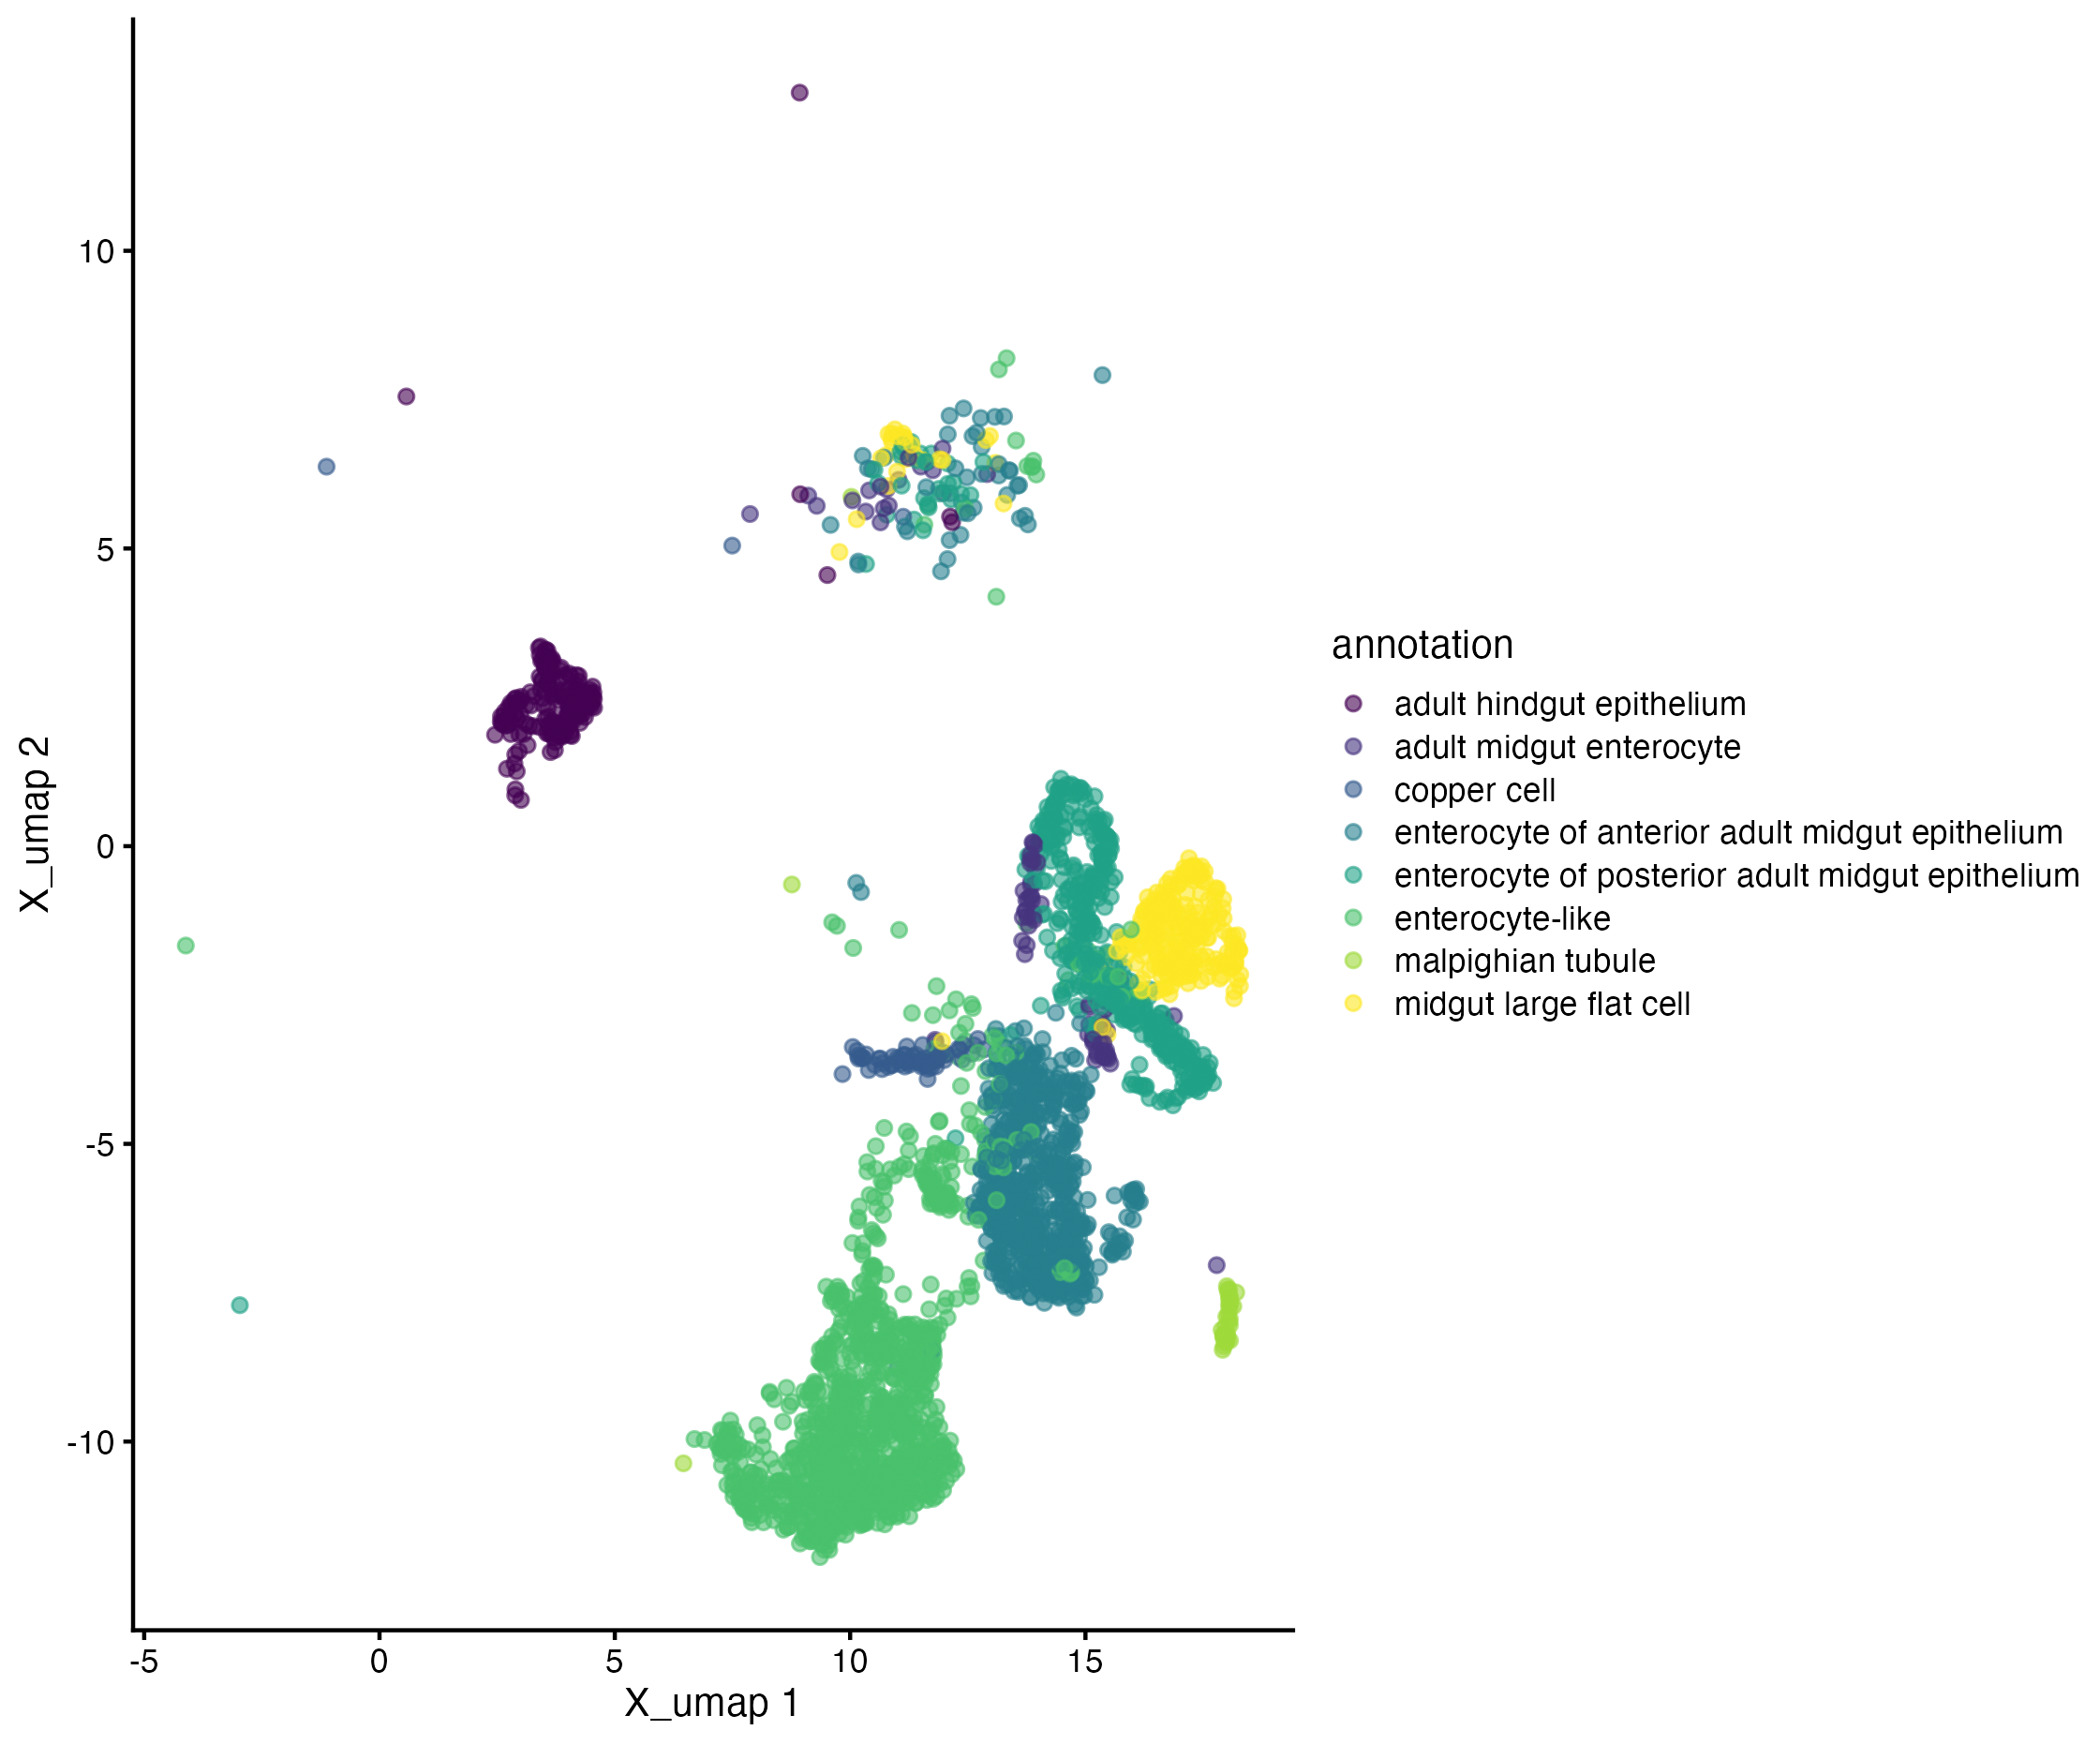 X_umap 2
10
5
0
-5
-10
-5
0
5
10
15
X_umap 1
annotation
adult hindgut epithelium
adult midgut enterocyte
copper cell
enterocyte of anterior adult midgut epithelium
enterocyte of posterior adult midgut epithelium
enterocyte-like
malpighian tubule
midgut large flat cell